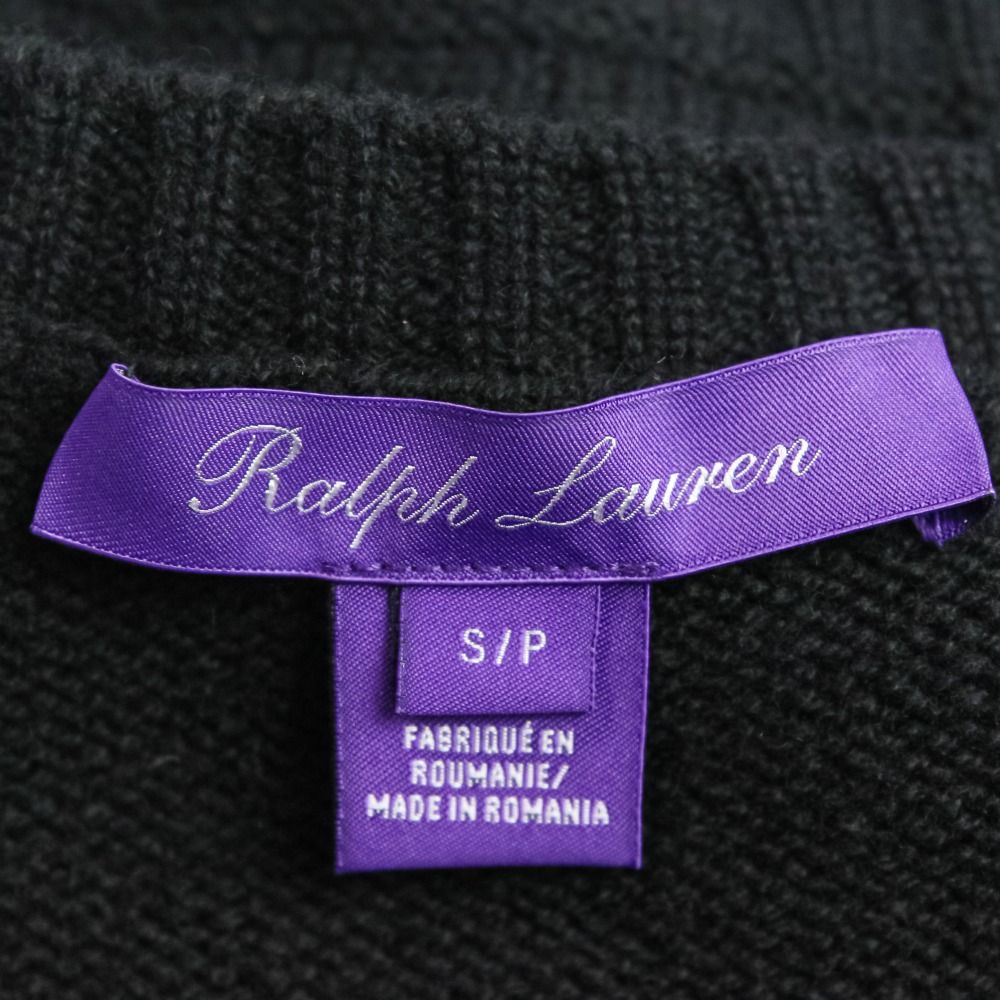 Ralph Lauren
S/P
FABRIQUÉ EN
ROUMANIE/
MADE IN ROMANIA